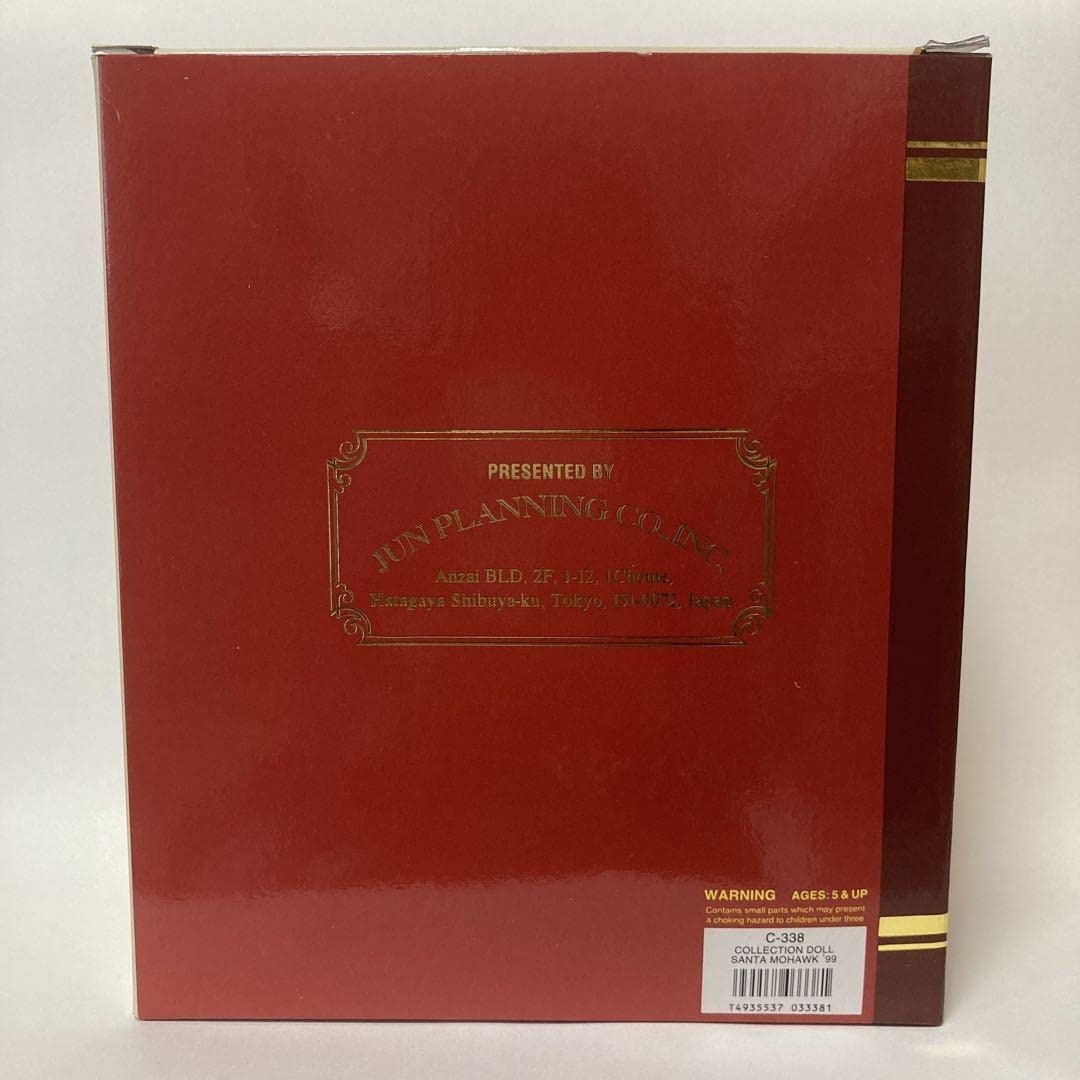 PRESENTED BY
JUN PLANNING CO.,INC.
Anzai BLD, 2F, 1-12, 1Chome,
Hatagaya Shibuya-ku, Tokyo, 151-0072, Japan.
WARNING AGES: 5 & UP
Contains small parts which may present
a choking hazard to children under three
C-338
COLLECTION DOLL
SANTA MOHAWK '99
T4935537 033381